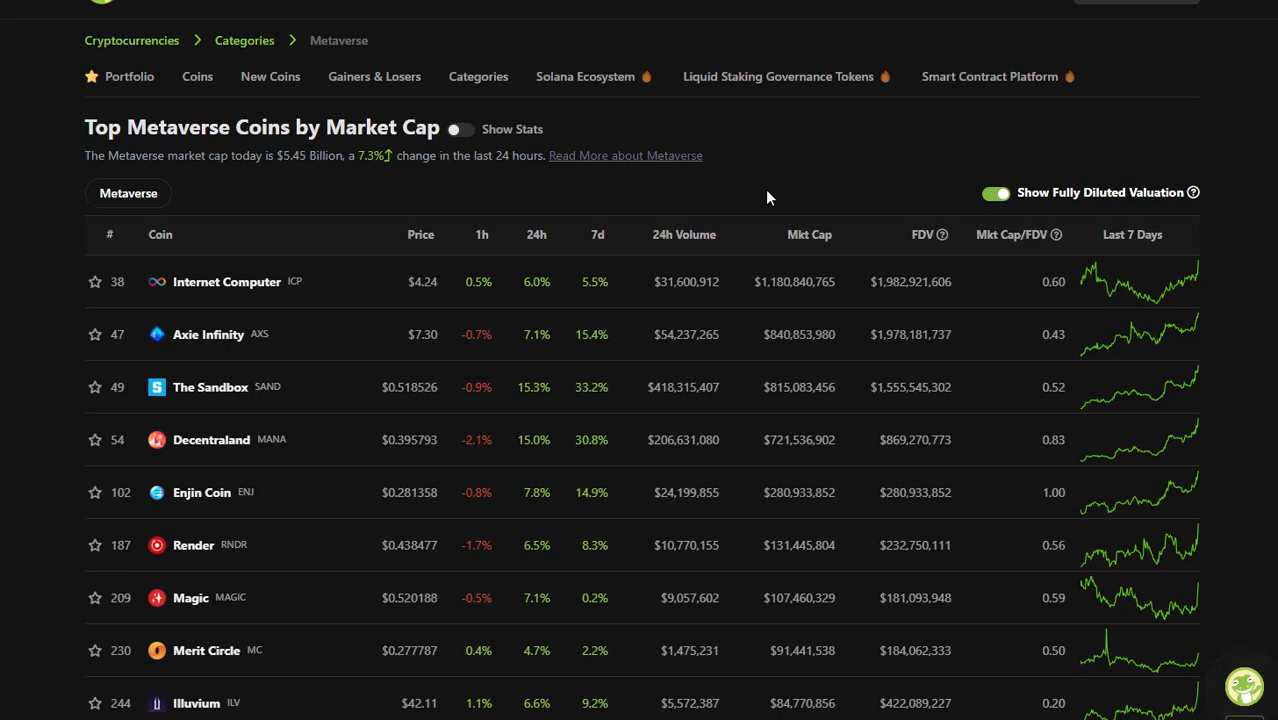 Cryptocurrencies > Categories > Metaverse
Portfolio Coins New Coins Gainers & Losers Categories Solana Ecosystem Liquid Staking Governance Tokens Smart Contract Platform
Top Metaverse Coins by Market Cap Show Stats
The Metaverse market cap today is $5.45 Billion, a 7.3% change in the last 24 hours. Read More about Metaverse
Metaverse Show Fully Diluted Valuation
# Coin Price 1h 24h 7d 24h Volume Mkt Cap FDV Mkt Cap/FDV Last 7 Days
38 Internet Computer ICP $4.24 0.5% 6.0% 5.5% $31,600,912 $1,180,840,765 $1,982,921,606 0.60
47 Axie Infinity AXS $7.30 -0.7% 7.1% 15.4% $54,237,265 $840,853,980 $1,978,181,737 0.43
49 The Sandbox SAND $0.518526 -0.9% 15.3% 33.2% $418,315,407 $815,083,456 $1,555,545,302 0.52
54 Decentraland MANA $0.395793 -2.1% 15.0% 30.8% $206,631,080 $721,536,902 $869,270,773 0.83
102 Enjin Coin ENJ $0.281358 -0.8% 7.8% 14.9% $24,199,855 $280,933,852 $280,933,852 1.00
187 Render RNDR $0.438477 -1.7% 6.5% 8.3% $10,770,155 $131,445,804 $232,750,111 0.56
209 Magic MAGIC $0.520188 -0.5% 7.1% 0.2% $9,057,602 $107,460,329 $181,093,948 0.59
230 Merit Circle MC $0.277787 0.4% 4.7% 2.2% $1,475,231 $91,441,538 $184,062,333 0.50
244 Illuvium ILV $42.11 1.1% 6.6% 9.2% $5,572,387 $84,770,856 $422,089,227 0.20